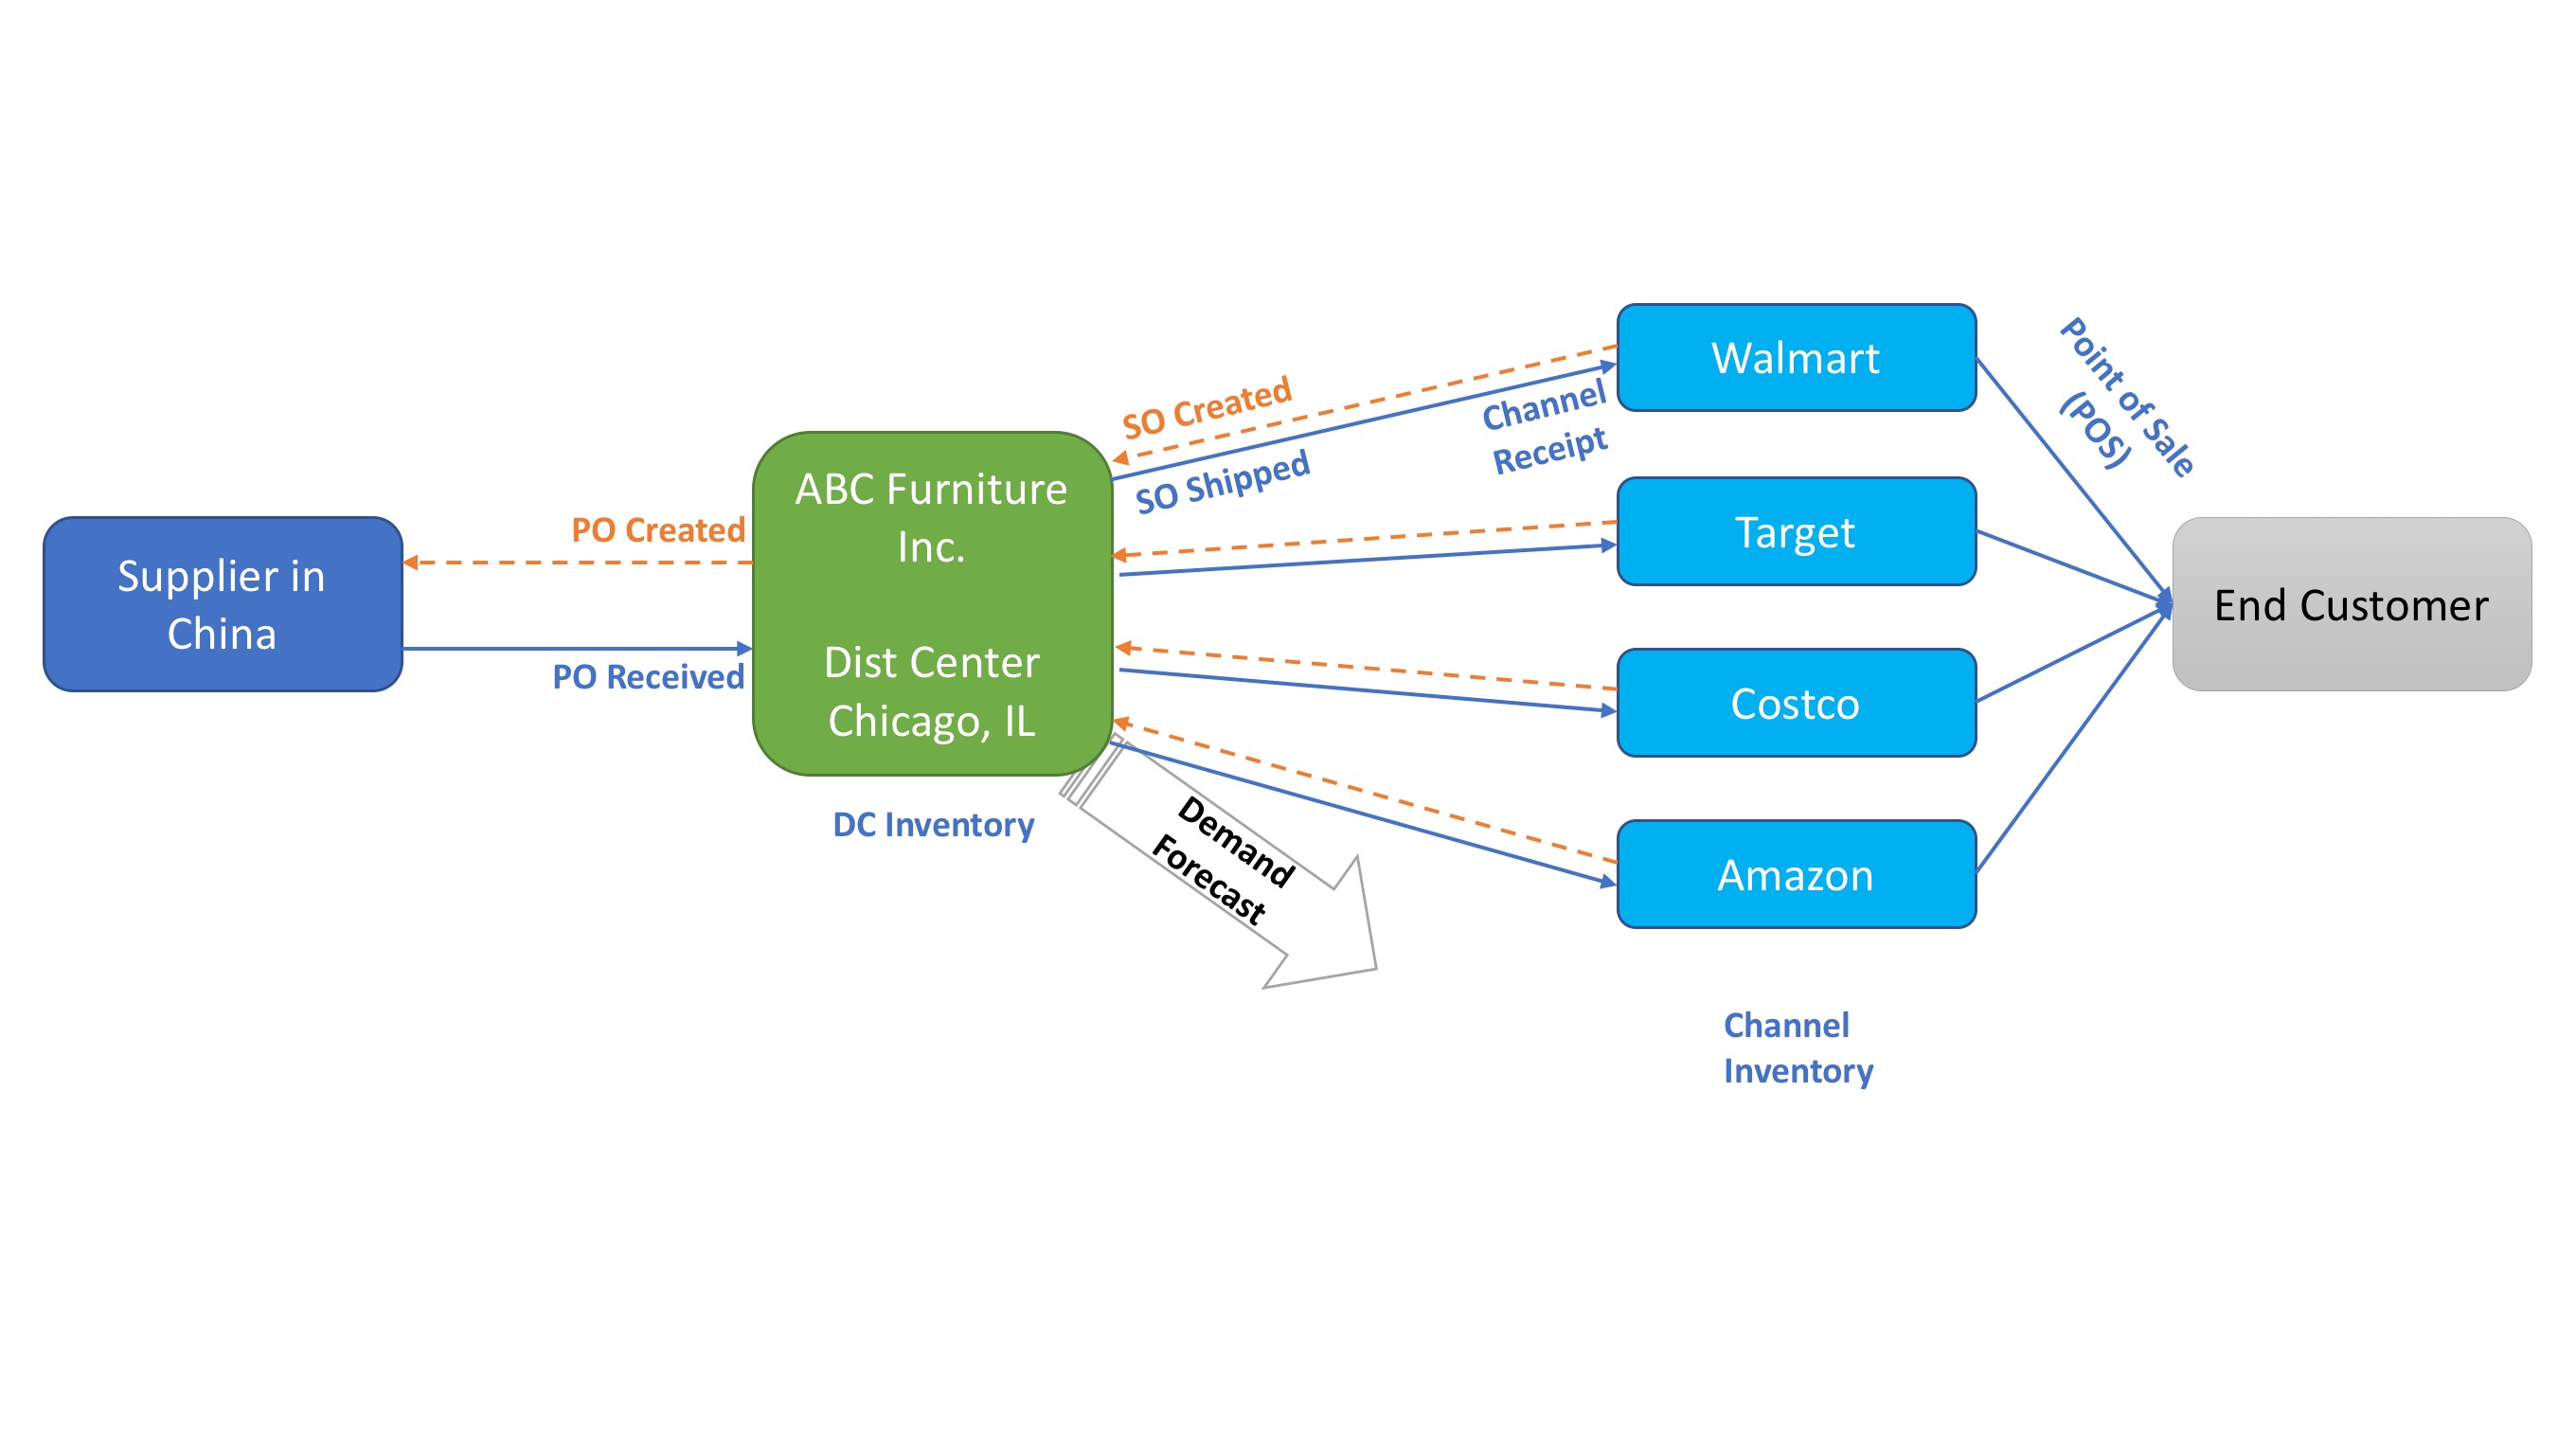 Supplier in
China
PO Created
PO Received
ABC Furniture
Inc.
Dist Center
Chicago, IL
DC Inventory
SO Created
SO Shipped
Channel
Receipt
Demand
Forecast
Walmart
Target
Costco
Amazon
Channel
Inventory
Point of Sale
(POS)
End Customer